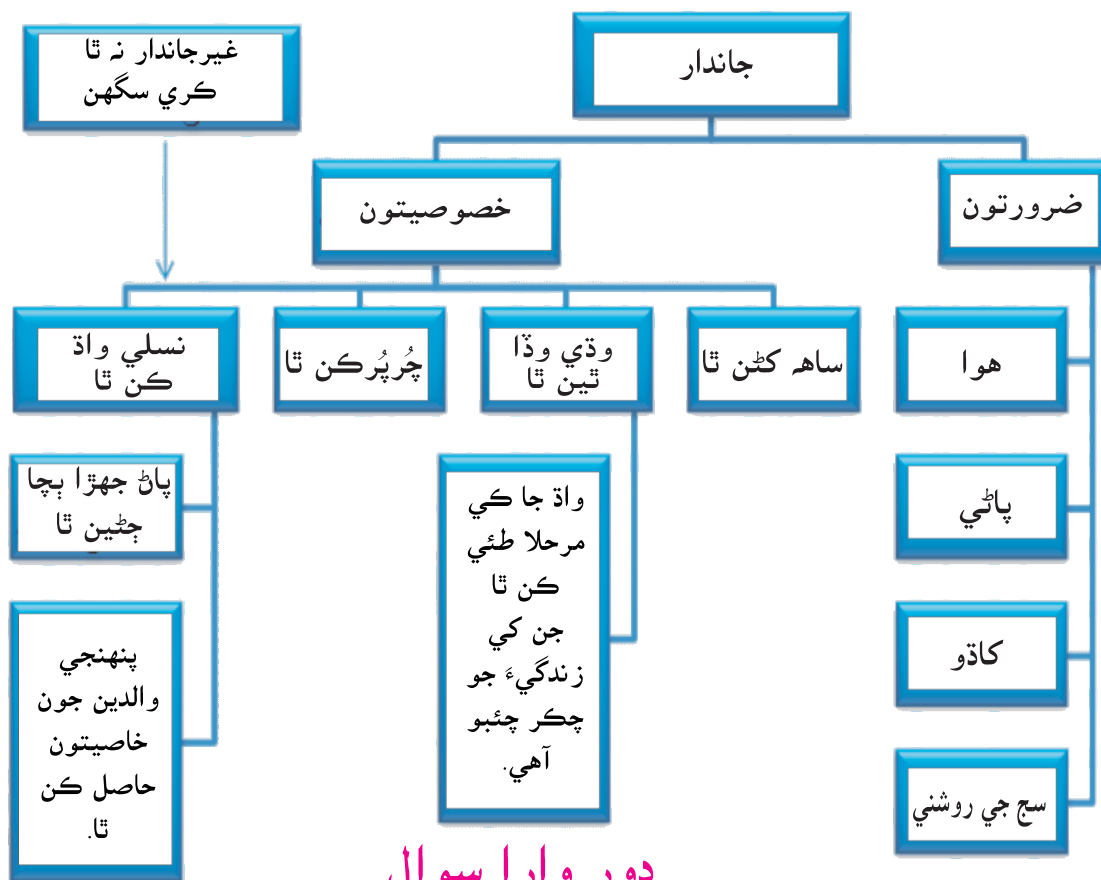 جاندار
غيرجاندار نہ ٿا
ڪري سگهن
ضرورتون
خصوصيتون
هوا
پاڻي
کاڌو
سج جي روشني
ساهہ کڻن ٿا
وڌي وڏا
ٿين ٿا
چُرپُرڪن ٿا
نسلي واڌ
ڪن ٿا
واڌ جا ڪي
مرحلا طئي
ڪن ٿا
جن کي
زندگيءَ جو
چڪر چئبو
آهي.
پاڻ جهڙا ٻچا
ڄڻين ٿا
پنهنجي
والدين جون
خاصيتون
حاصل ڪن
ٿا.